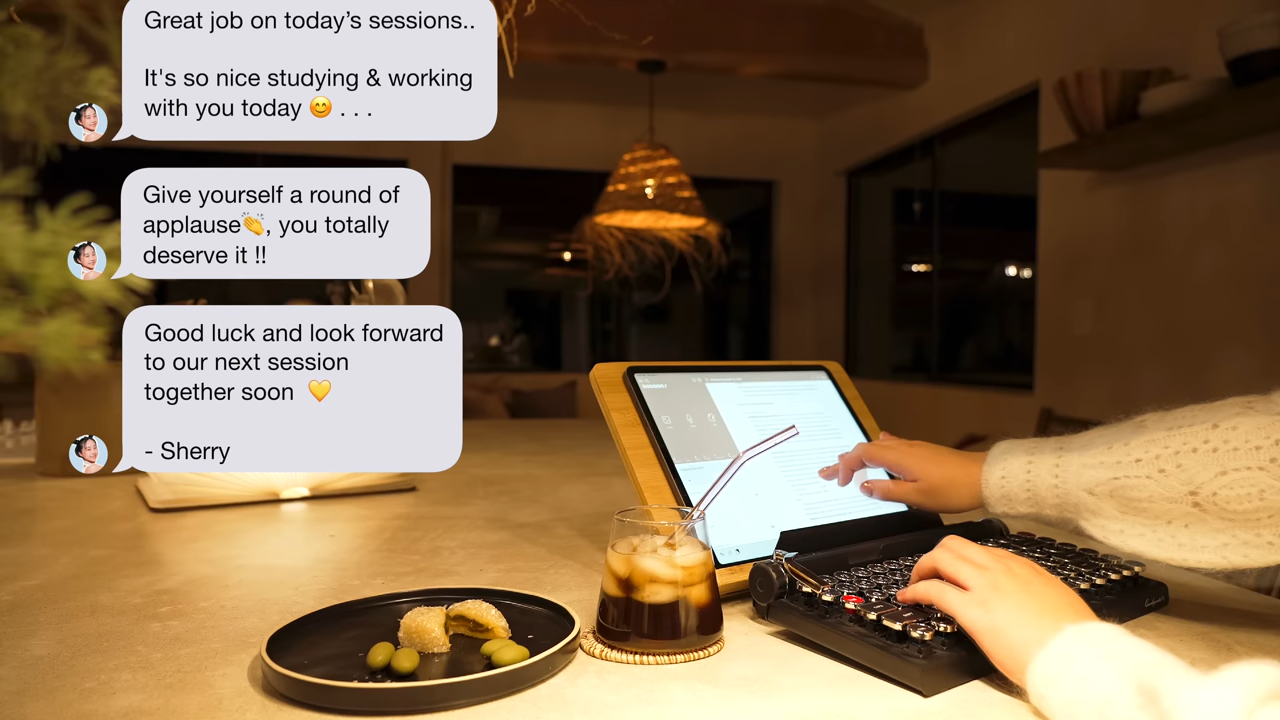 Great job on today’s sessions..
It's so nice studying & working
with you today 😊 . . .
Give yourself a round of
applause👏, you totally
deserve it !!
Good luck and look forward
to our next session
together soon 💛
- Sherry